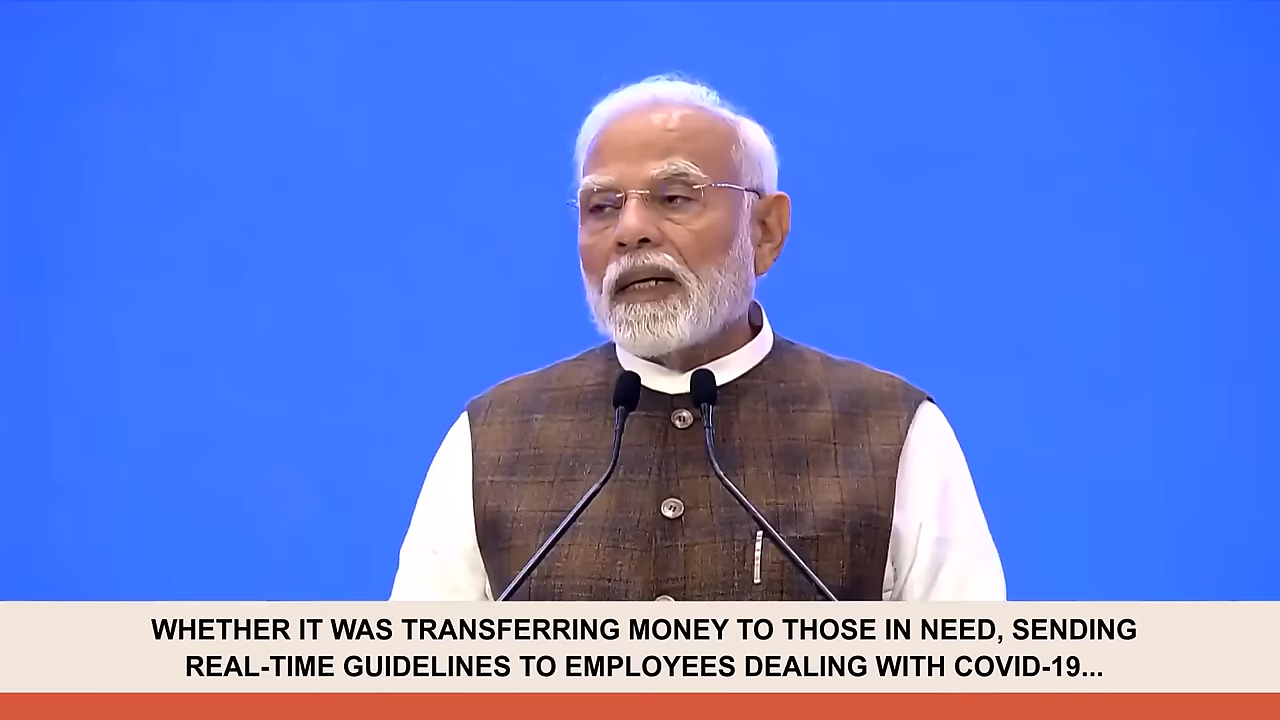 WHETHER IT WAS TRANSFERRING MONEY TO THOSE IN NEED, SENDING
REAL-TIME GUIDELINES TO EMPLOYEES DEALING WITH COVID-19...